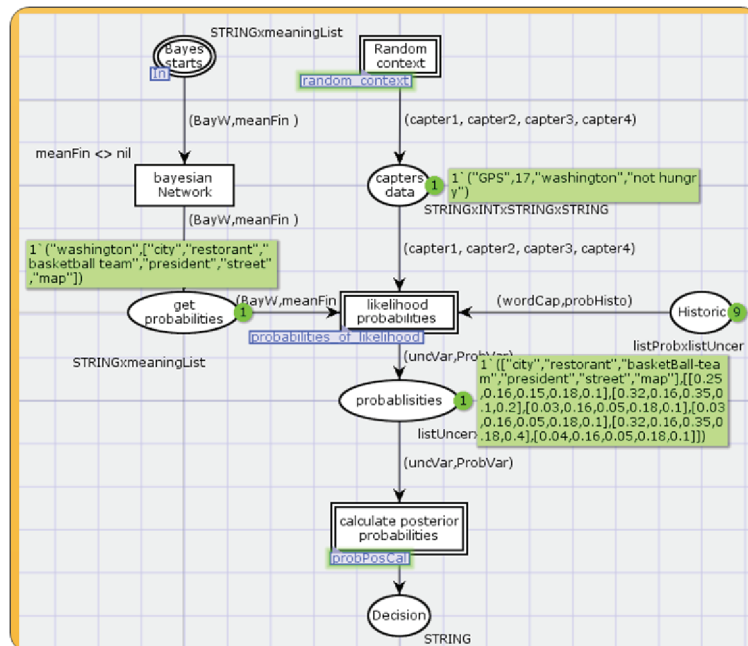 STRINGxmeaningList
Bayes
starts
In
Random
context
random_context
(BayW,meanFin )
(capter1, capter2, capter3, capter4)
meanFin <> nil
bayesian
Network
capters
data
1
1`("GPS",17,"washington","not hungr
y")
STRINGxINTxSTRINGxSTRING
(BayW,meanFin )
1`("washington",["city","restorant","
basketball team","president","street"
,"map"])
(capter1, capter2, capter3, capter4)
get
probabilities
1
(BayW,meanFin
likelihood
probabilities
probabilities_of_likelihood
(wordCap,probHisto)
Historic
9
STRINGxmeaningList
listProbxlistUncer
(uncVar,ProbVar)
1`(["city","restorant","basketBall-tea
m","president","street","map"],[[0.25
,0.16,0.15,0.18,0.1],[0.32,0.16,0.35,0
.1,0.2],[0.03,0.16,0.05,0.18,0.1],[0.03
,0.16,0.05,0.18,0.1],[0.32,0.16,0.35,
0.18,0.4],[0.04,0.16,0.05,0.18,0.1]])
probablisities
1
listUncer
(uncVar,ProbVar)
calculate posterior
probabilities
probPosCal
Decision
STRING